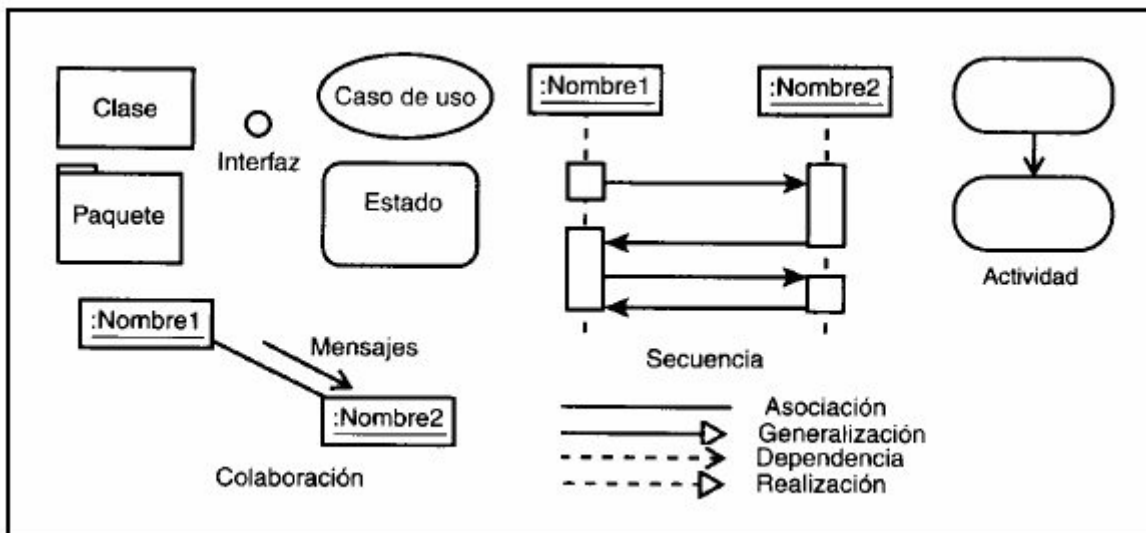 Clase
Interfaz
Caso de uso
Paquete
Estado
:Nombre1
Mensajes
:Nombre2
Colaboración
:Nombre1
:Nombre2
Secuencia
Actividad
Asociación
Generalización
Dependencia
Realización